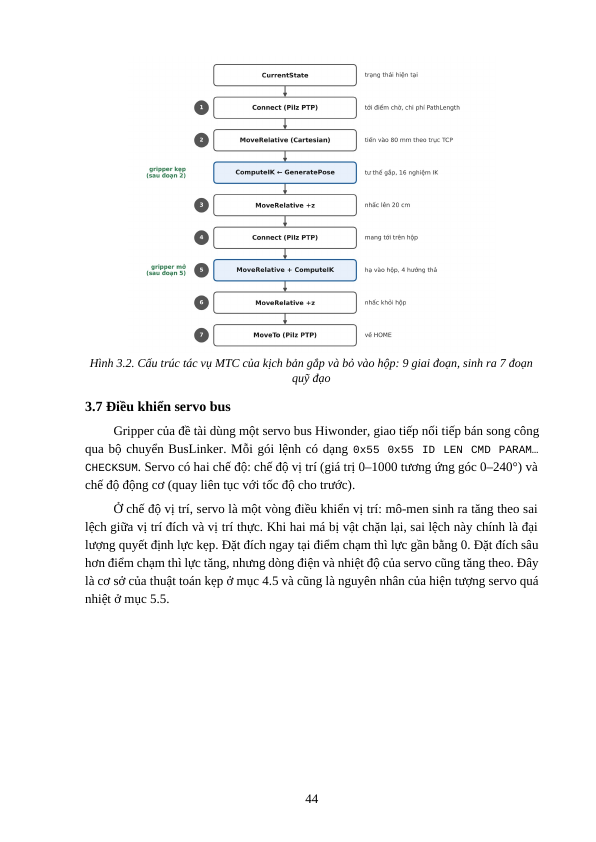 CurrentState trạng thái hiện tại
1 Connect (Pilz PTP) tới điểm chờ, chi phí PathLength
2 MoveRelative (Cartesian) tiến vào 80 mm theo trục TCP
gripper kẹp
(sau đoạn 2)
ComputeIK ← GeneratePose tư thế gắp, 16 nghiệm IK
3 MoveRelative +z nhấc lên 20 cm
4 Connect (Pilz PTP) mang tới trên hộp
gripper mở
(sau đoạn 5)
5 MoveRelative + ComputeIK hạ vào hộp, 4 hướng thả
6 MoveRelative +z nhấc khỏi hộp
7 MoveTo (Pilz PTP) về HOME
Hình 3.2. Cấu trúc tác vụ MTC của kịch bản gắp và bỏ vào hộp: 9 giai đoạn, sinh ra 7 đoạn
quỹ đạo
3.7 Điều khiển servo bus
Gripper của đề tài dùng một servo bus Hiwonder, giao tiếp nối tiếp bán song công
qua bộ chuyển BusLinker. Mỗi gói lệnh có dạng 0x55 0x55 ID LEN CMD PARAM…
CHECKSUM. Servo có hai chế độ: chế độ vị trí (giá trị 0–1000 tương ứng góc 0–240°) và
chế độ động cơ (quay liên tục với tốc độ cho trước).
Ở chế độ vị trí, servo là một vòng điều khiển vị trí: mô-men sinh ra tăng theo sai
lệch giữa vị trí đích và vị trí thực. Khi hai má bị vật chặn lại, sai lệch này chính là đại
lượng quyết định lực kẹp. Đặt đích ngay tại điểm chạm thì lực gần bằng 0. Đặt đích sâu
hơn điểm chạm thì lực tăng, nhưng dòng điện và nhiệt độ của servo cũng tăng theo. Đây
là cơ sở của thuật toán kẹp ở mục 4.5 và cũng là nguyên nhân của hiện tượng servo quá
nhiệt ở mục 5.5.
44